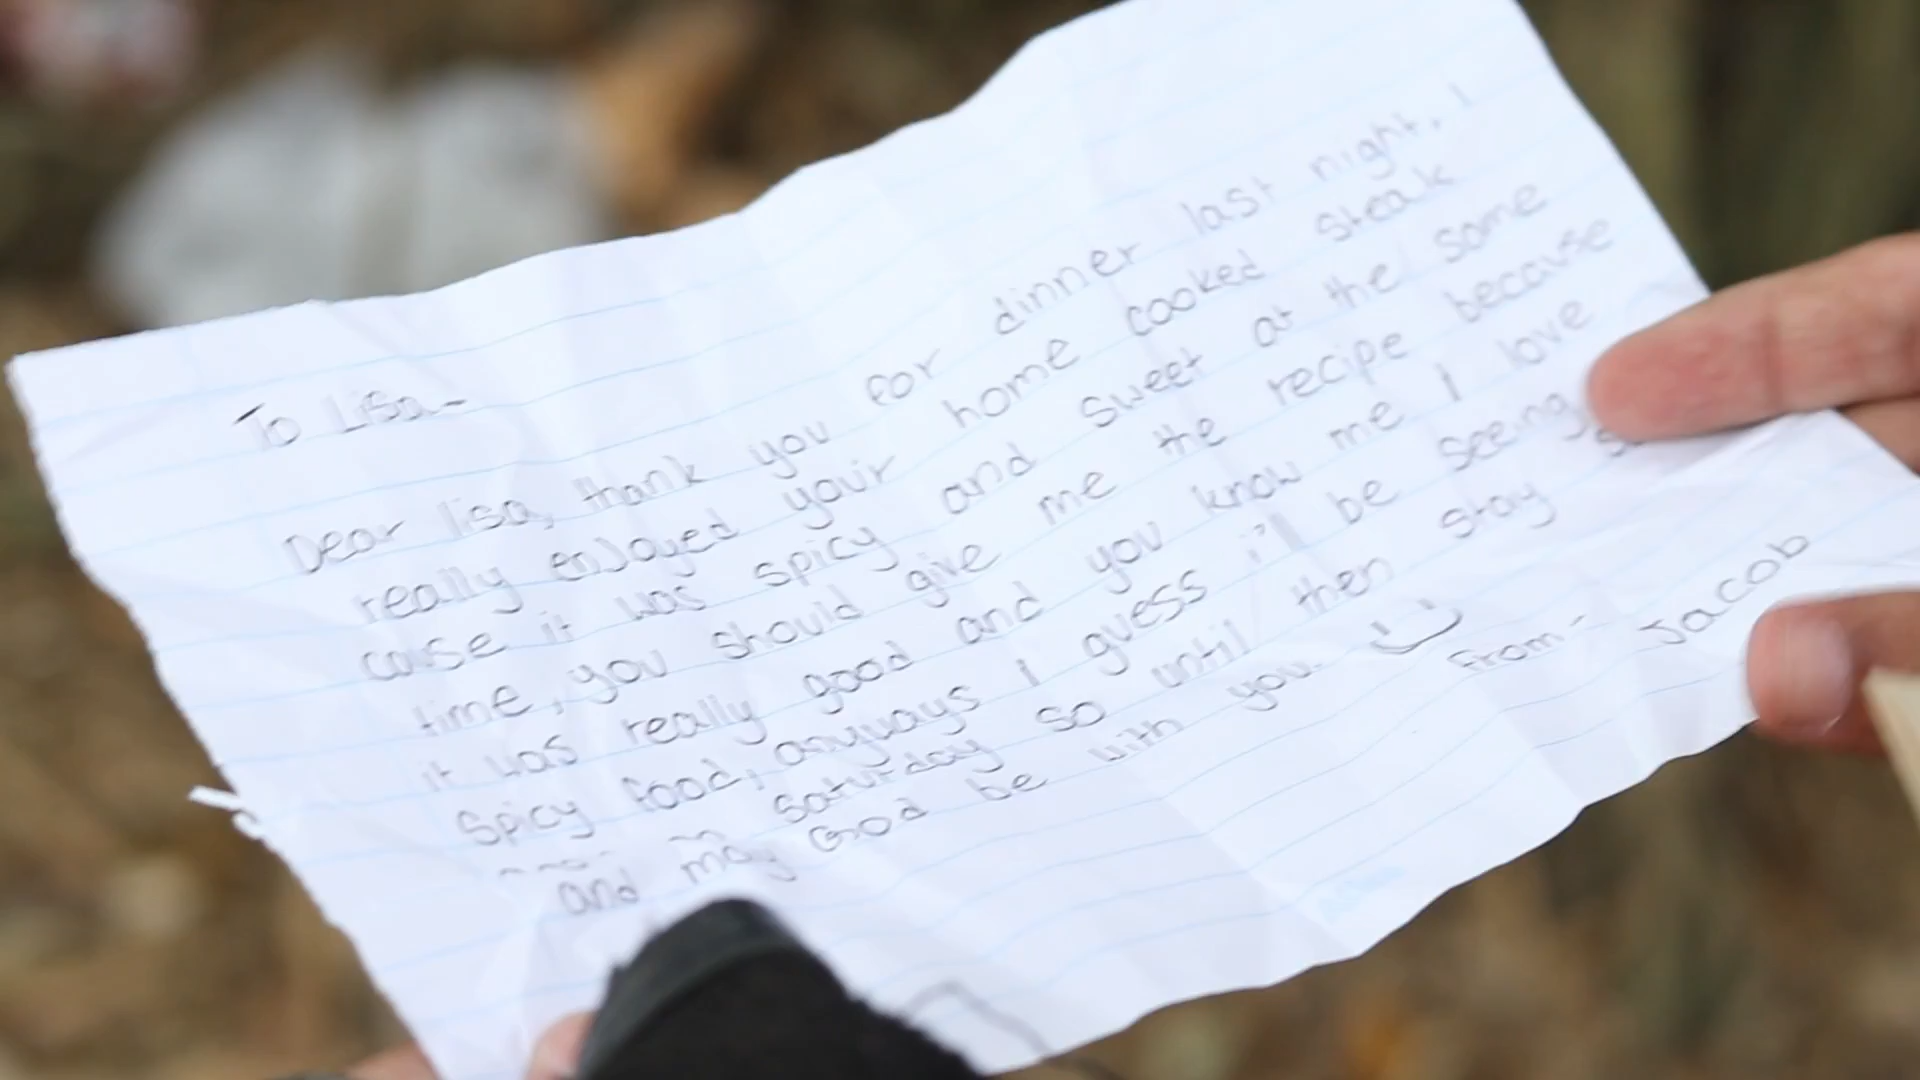 To Lisa-
Dear lisa, thank you for dinner last night, I
really enjoyed your home cooked steak
cause it was spicy and sweet at the some
time, you should give me the recipe because
it was really good and you know me I love
Spicy food, anyways I guess i'll be seeing
Saturday so until then stay
and may God be with you.
From-
Jacob